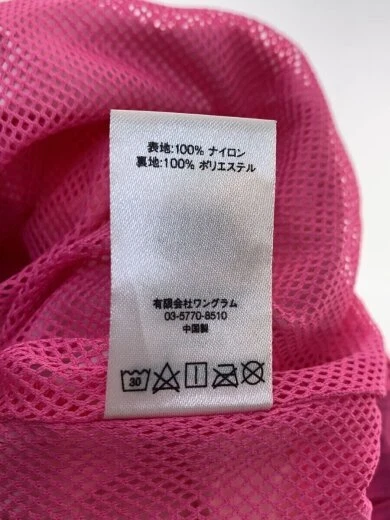 表地:100% ナイロン
裏地:100% ポリエステル
有限会社ワングラム
03-5770-8510
中国製
30